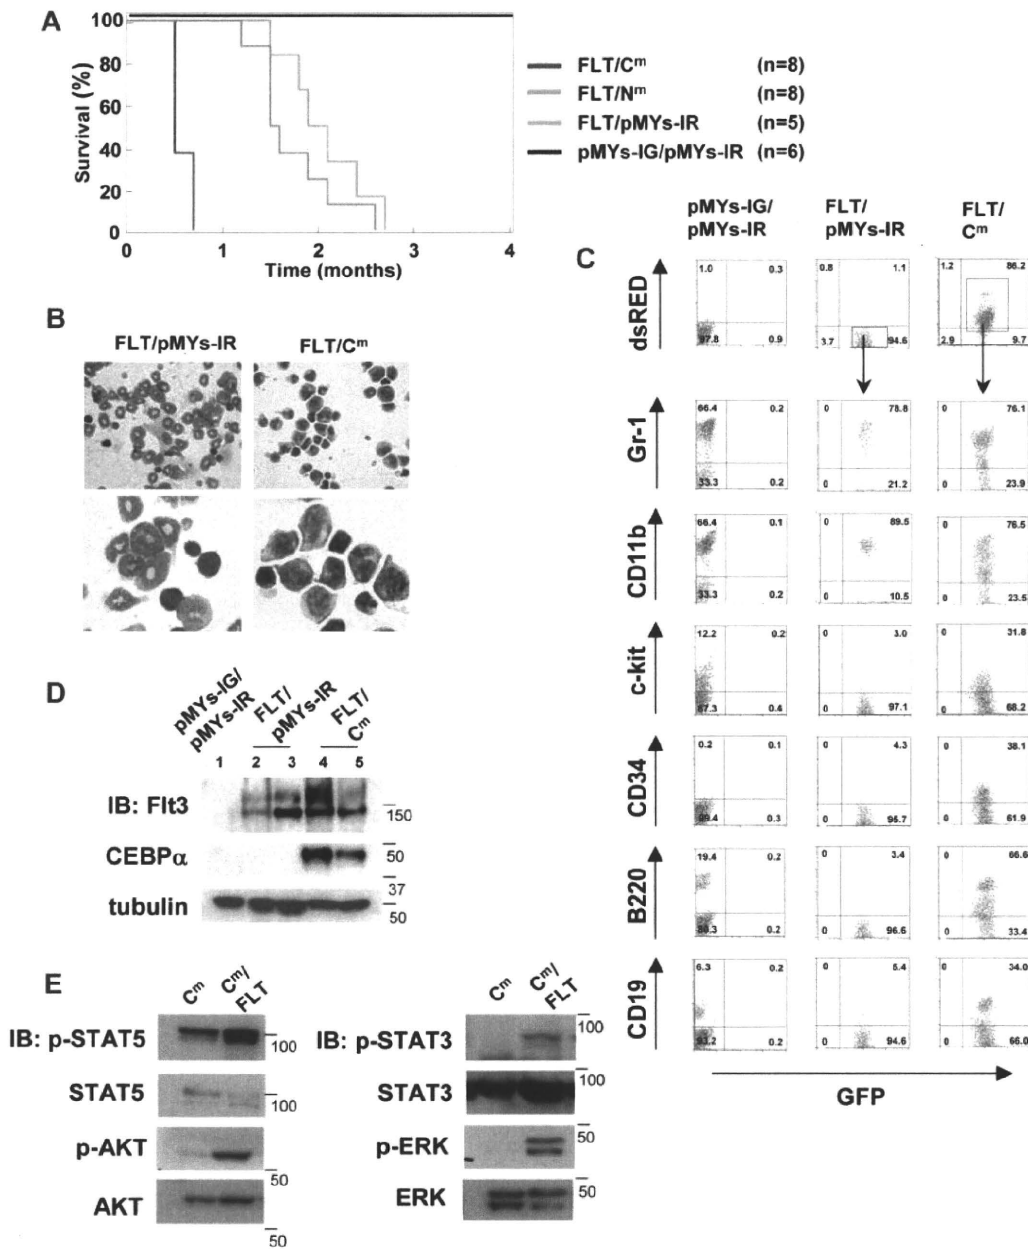 A
Survival (%)
100
80
60
40
20
0
0 1 2 3 4
Time (months)
FLT/Cᵐ (n=8)
FLT/Nᵐ (n=8)
FLT/pMYs-IR (n=5)
pMYs-IG/pMYs-IR (n=6)
B
FLT/pMYs-IR
FLT/Cᵐ
C
pMYs-IG/ pMYs-IR
FLT/ pMYs-IR
FLT/ Cᵐ
dsRED
1.0 0.3
97.8 0.9
0.8 1.1
3.7 94.6
1.2 86.2
2.9 9.7
Gr-1
66.4 0.2
33.3 0.2
0 78.8
0 21.2
0 76.1
0 23.9
CD11b
66.4 0.1
33.3 0.2
0 89.5
0 10.5
0 76.5
0 23.5
c-kit
12.2 0.2
87.3 0.4
0 3.0
0 97.1
0 31.8
0 68.2
CD34
0.2 0.1
99.4 0.3
0 4.3
0 95.7
0 38.1
0 61.9
B220
19.4 0.2
80.3 0.2
0 3.4
0 96.6
0 66.6
0 33.4
CD19
6.3 0.2
93.2 0.2
0 5.4
0 94.6
0 34.0
0 66.0
GFP
D
pMYs-IG/
pMYs-IR
FLT/
pMYs-IR
FLT/
Cᵐ
1 2 3 4 5
IB: Flt3
150
CEBPα
50
37
tubulin
50
E
Cᵐ
Cᵐ/
FLT
IB: p-STAT5
100
STAT5
100
p-AKT
50
AKT
50
Cᵐ
Cᵐ/
FLT
IB: p-STAT3
100
STAT3
100
p-ERK
50
ERK
50